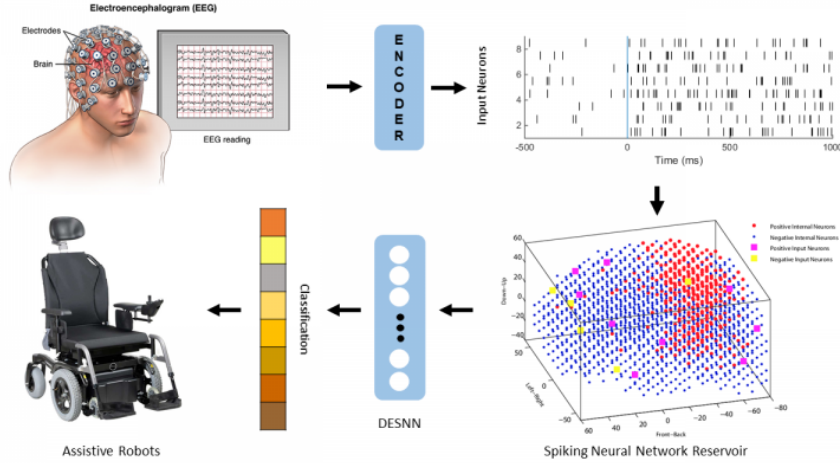 Electroencephalogram (EEG)
Electrodes
Brain
EEG reading
ENCODER
Input Neurons
8
6
4
2
-500
0
500
1000
Time (ms)
Positive Internal Neurons
Negative Internal Neurons
Positive Input Neurons
Negative Input Neurons
Down-Up
60
40
20
0
−20
−40
50
0
−50
Left-Right
60
40
20
0
−20
−40
−60
−80
Front-Back
Classification
DESNN
Assistive Robots
Spiking Neural Network Reservoir